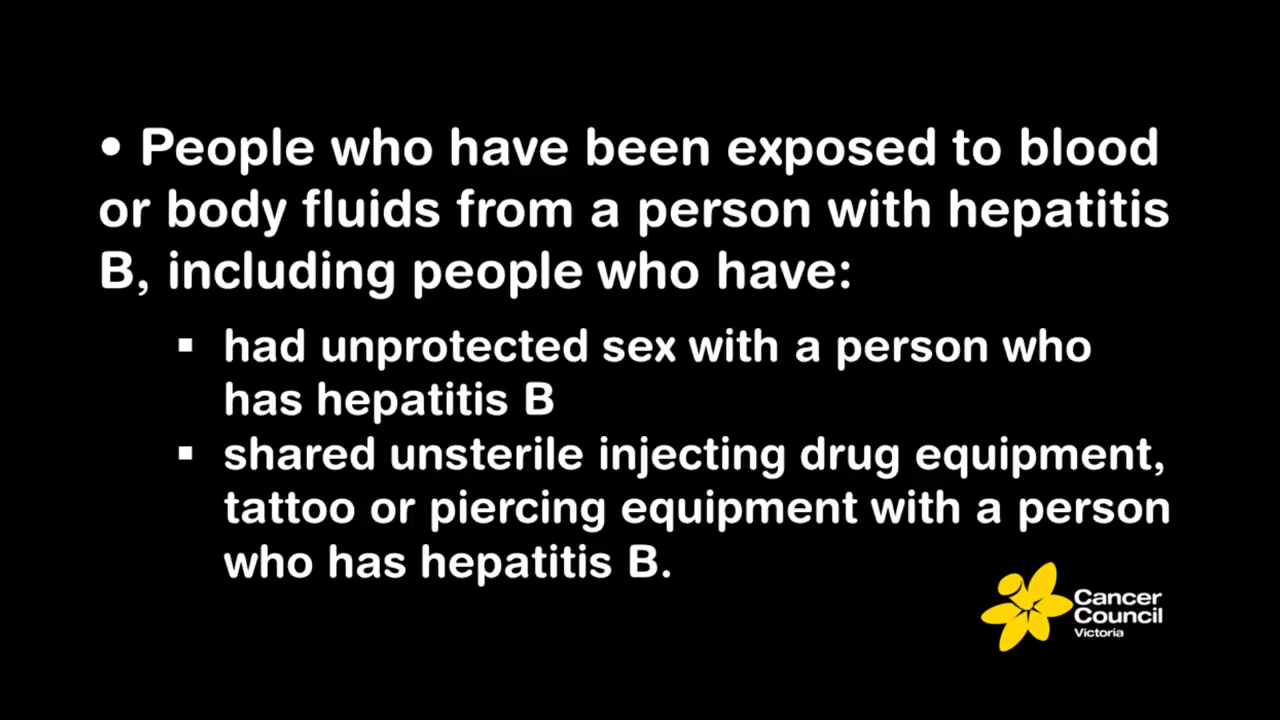 • People who have been exposed to blood
or body fluids from a person with hepatitis
B, including people who have:
▪ had unprotected sex with a person who
has hepatitis B
▪ shared unsterile injecting drug equipment,
tattoo or piercing equipment with a person
who has hepatitis B.
Cancer
Council
Victoria